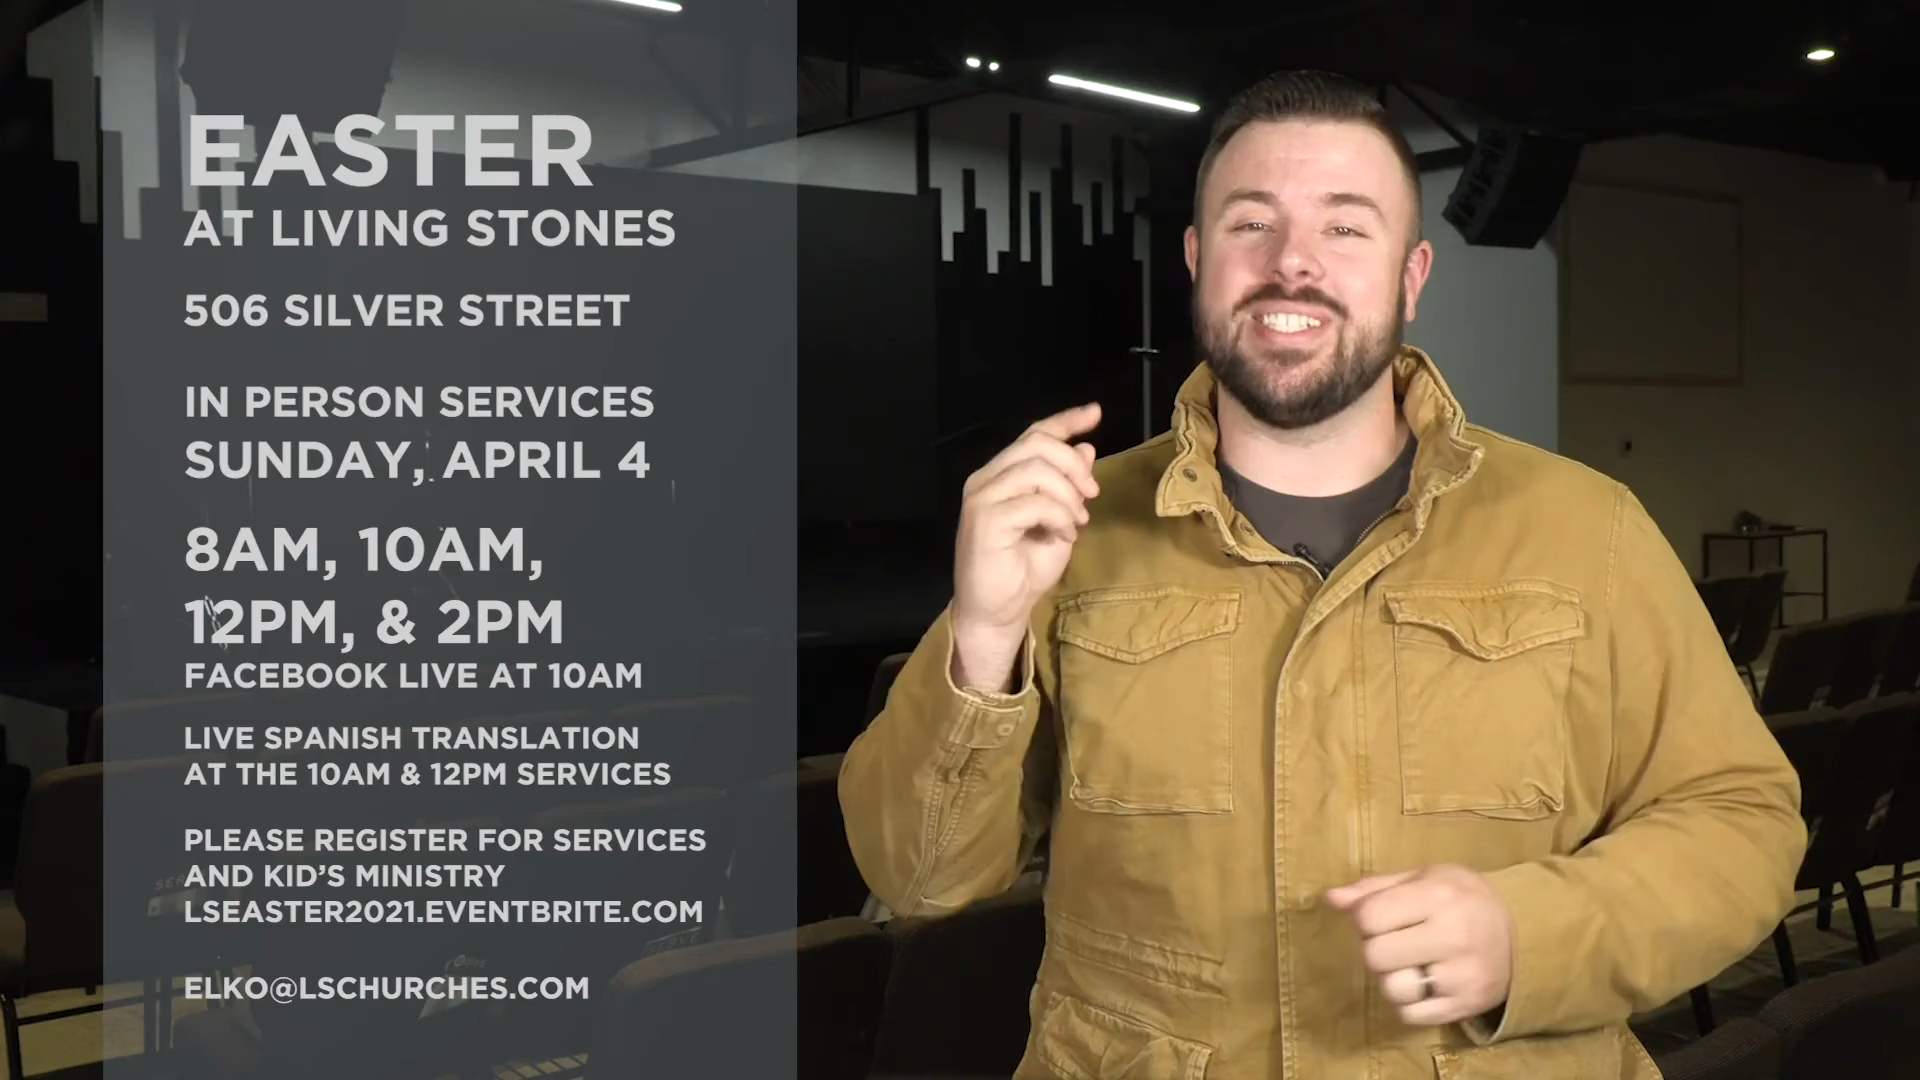 EASTER
AT LIVING STONES
506 SILVER STREET
IN PERSON SERVICES
SUNDAY, APRIL 4
8AM, 10AM,
12PM, & 2PM
FACEBOOK LIVE AT 10AM
LIVE SPANISH TRANSLATION
AT THE 10AM & 12PM SERVICES
PLEASE REGISTER FOR SERVICES
AND KID'S MINISTRY
LSEASTER2021.EVENTBRITE.COM
ELKO@LSCHURCHES.COM